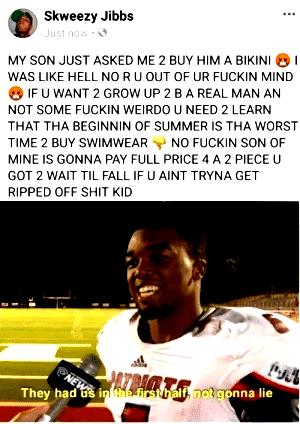 Skweezy Jibbs
Just now
MY SON JUST ASKED ME 2 BUY HIM A BIKINI 🤬 I
WAS LIKE HELL NO R U OUT OF UR FUCKIN MIND
🤬 IF U WANT 2 GROW UP 2 B A REAL MAN AN
NOT SOME FUCKIN WEIRDO U NEED 2 LEARN
THAT THA BEGINNIN OF SUMMER IS THA WORST
TIME 2 BUY SWIMWEAR 👎 NO FUCKIN SON OF
MINE IS GONNA PAY FULL PRICE 4 A 2 PIECE U
GOT 2 WAIT TIL FALL IF U AINT TRYNA GET
RIPPED OFF SHIT KID
adidas
PATRIOTS
NEWS
They had us in the first half, not gonna lie